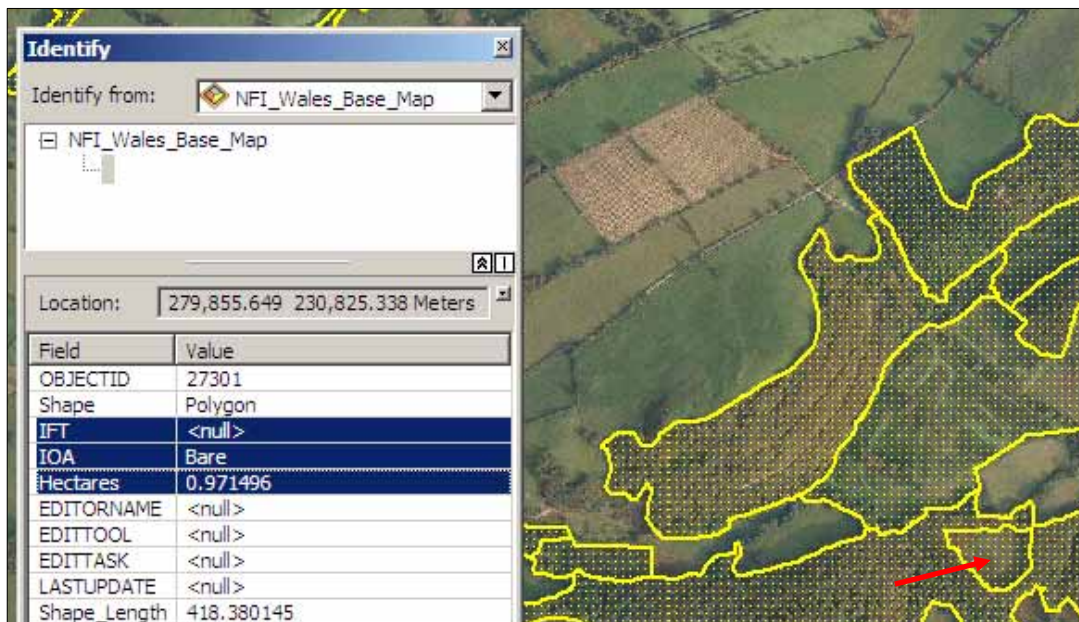 Identify
Identify from: NFI_Wales_Base_Map
NFI_Wales_Base_Map
Location: 279,855.649 230,825.338 Meters
Field Value
OBJECTID 27301
Shape Polygon
IFT <null>
IOA Bare
Hectares 0.971496
EDITORNAME <null>
EDITTOOL <null>
EDITTASK <null>
LASTUPDATE <null>
Shape_Length 418.380145